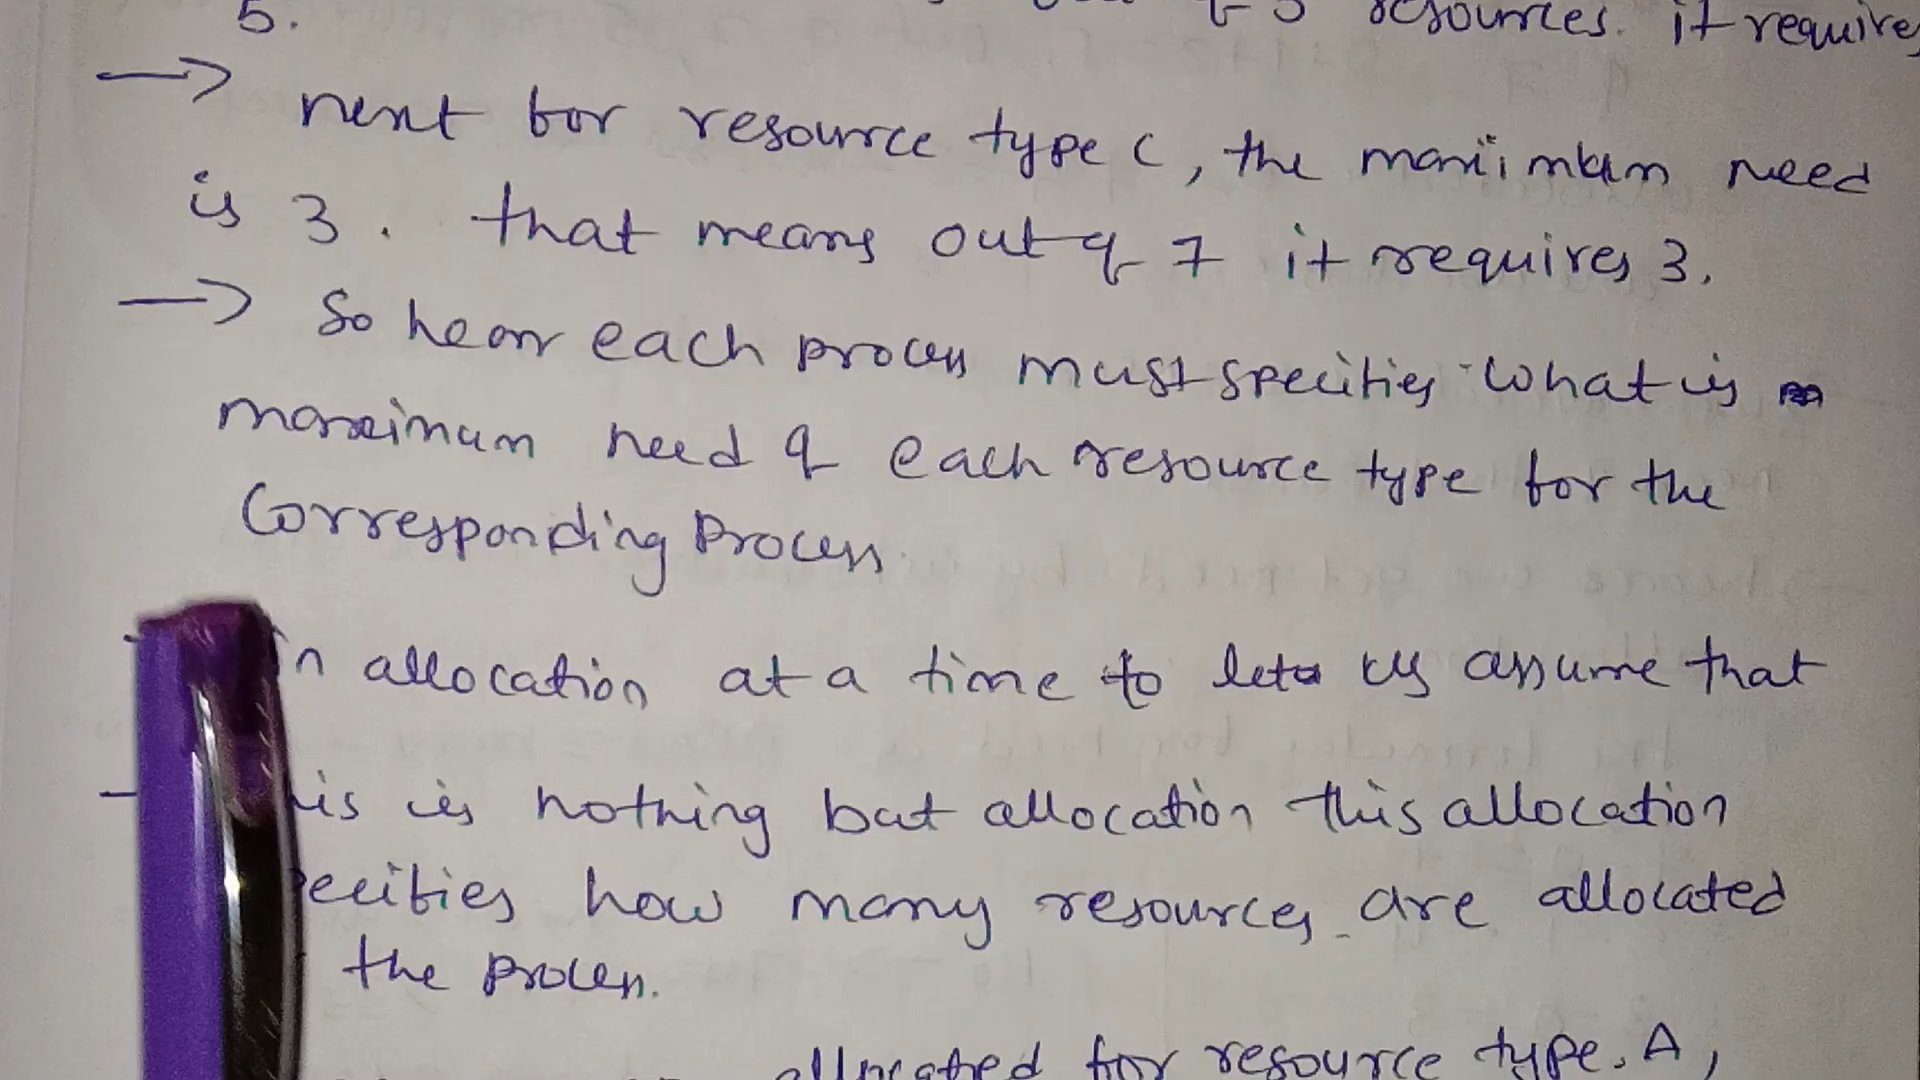 5. resources. it requires
→ next for resource type C, the maximum need
is 3. that means out of 7 it requires 3.
→ So hear each process must specifies what is
maximum need of each resource type for the
Corresponding Process.
n allocation at a time to let us assume that
is is nothing but allocation this allocation
ecifies how many resources are allocated
the process.
allocated for resource type A,